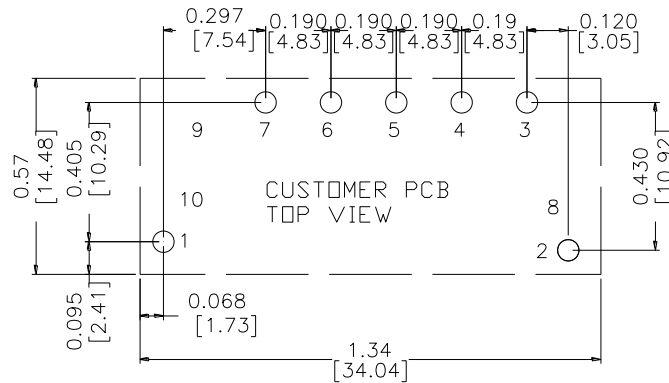 0.297 0.190 0.190 0.190 0.19 0.120
[7.54] [4.83] [4.83] [4.83] [4.83] [3.05]
0.57
[14.48]
0.405
[10.29]
9 7 6 5 4 3
0.430
[10.92]
10 CUSTOMER PCB
TOP VIEW
8
1 2
0.095
[2.41]
0.068
[1.73]
1.34
[34.04]